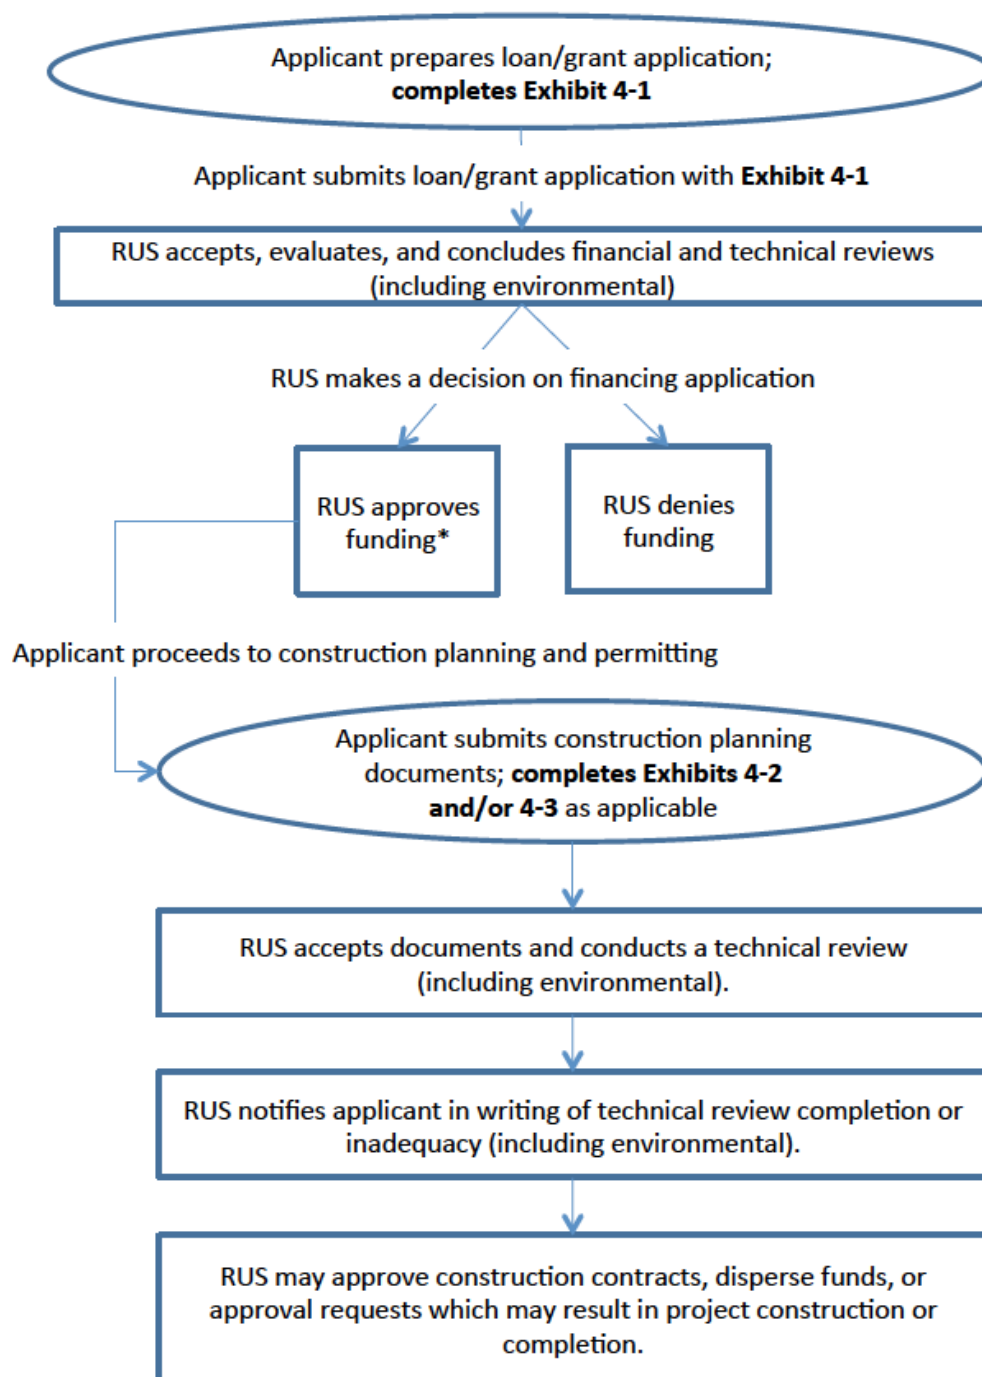 Applicant prepares loan/grant application;
completes Exhibit 4-1
Applicant submits loan/grant application with Exhibit 4-1
RUS accepts, evaluates, and concludes financial and technical reviews
(including environmental)
RUS makes a decision on financing application
RUS approves
funding*
RUS denies
funding
Applicant proceeds to construction planning and permitting
Applicant submits construction planning
documents; completes Exhibits 4-2
and/or 4-3 as applicable
RUS accepts documents and conducts a technical review
(including environmental).
RUS notifies applicant in writing of technical review completion or
inadequacy (including environmental).
RUS may approve construction contracts, disperse funds, or
approval requests which may result in project construction or
completion.